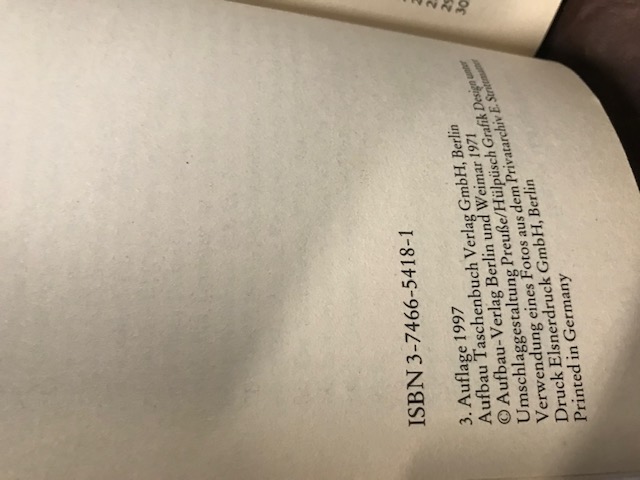 ISBN 3-7466-5418-1
3. Auflage 1997
Aufbau Taschenbuch Verlag GmbH, Berlin
© Aufbau-Verlag Berlin und Weimar 1971
Umschlaggestaltung Preuße/Hülpüsch Grafik Design unter
Verwendung eines Fotos aus dem Privatarchiv E. Strittmatter
Druck Elsnerdruck GmbH, Berlin
Printed in Germany
30